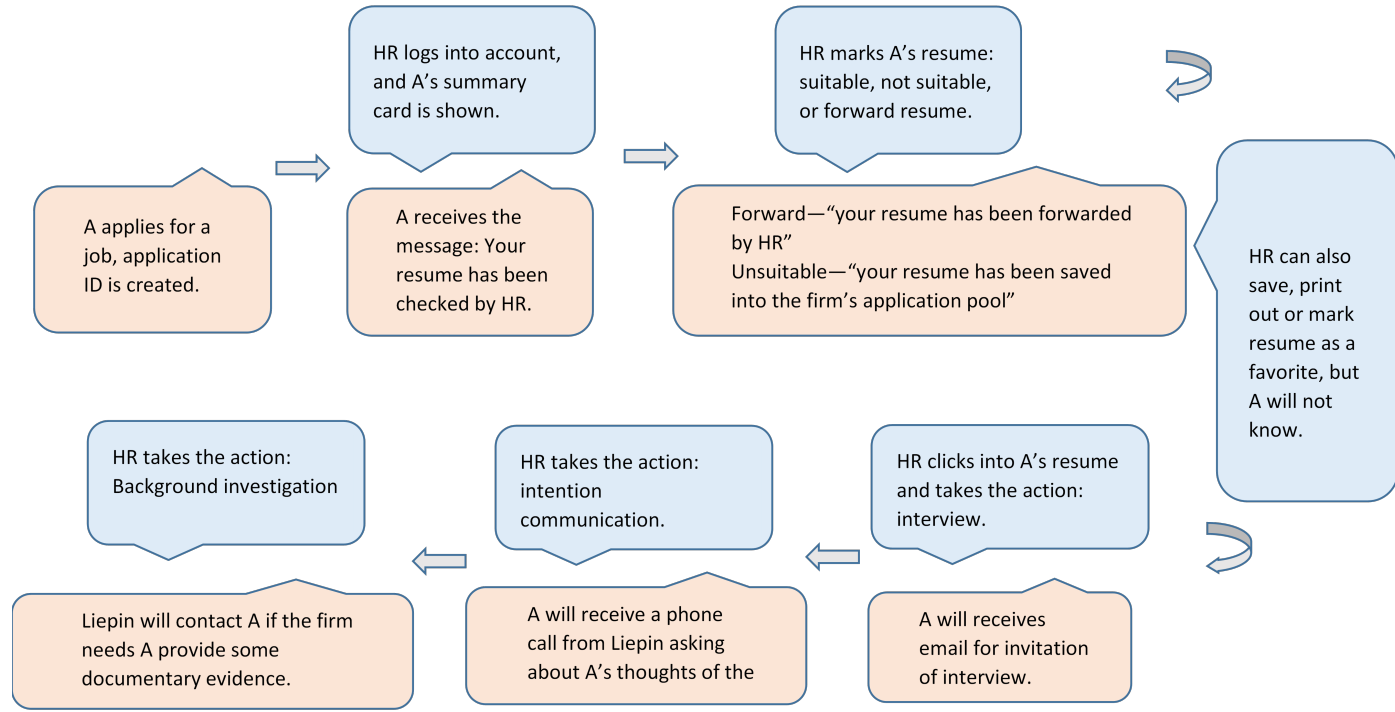 A applies for a
job, application
ID is created.
HR logs into account,
and A’s summary
card is shown.
A receives the
message: Your
resume has been
checked by HR.
HR marks A’s resume:
suitable, not suitable,
or forward resume.
Forward—“your resume has been forwarded
by HR”
Unsuitable—“your resume has been saved
into the firm’s application pool”
HR can also
save, print
out or mark
resume as a
favorite, but
A will not
know.
HR clicks into A’s resume
and takes the action:
interview.
A will receives
email for invitation
of interview.
HR takes the action:
intention
communication.
A will receive a phone
call from Liepin asking
about A’s thoughts of the
HR takes the action:
Background investigation
Liepin will contact A if the firm
needs A provide some
documentary evidence.